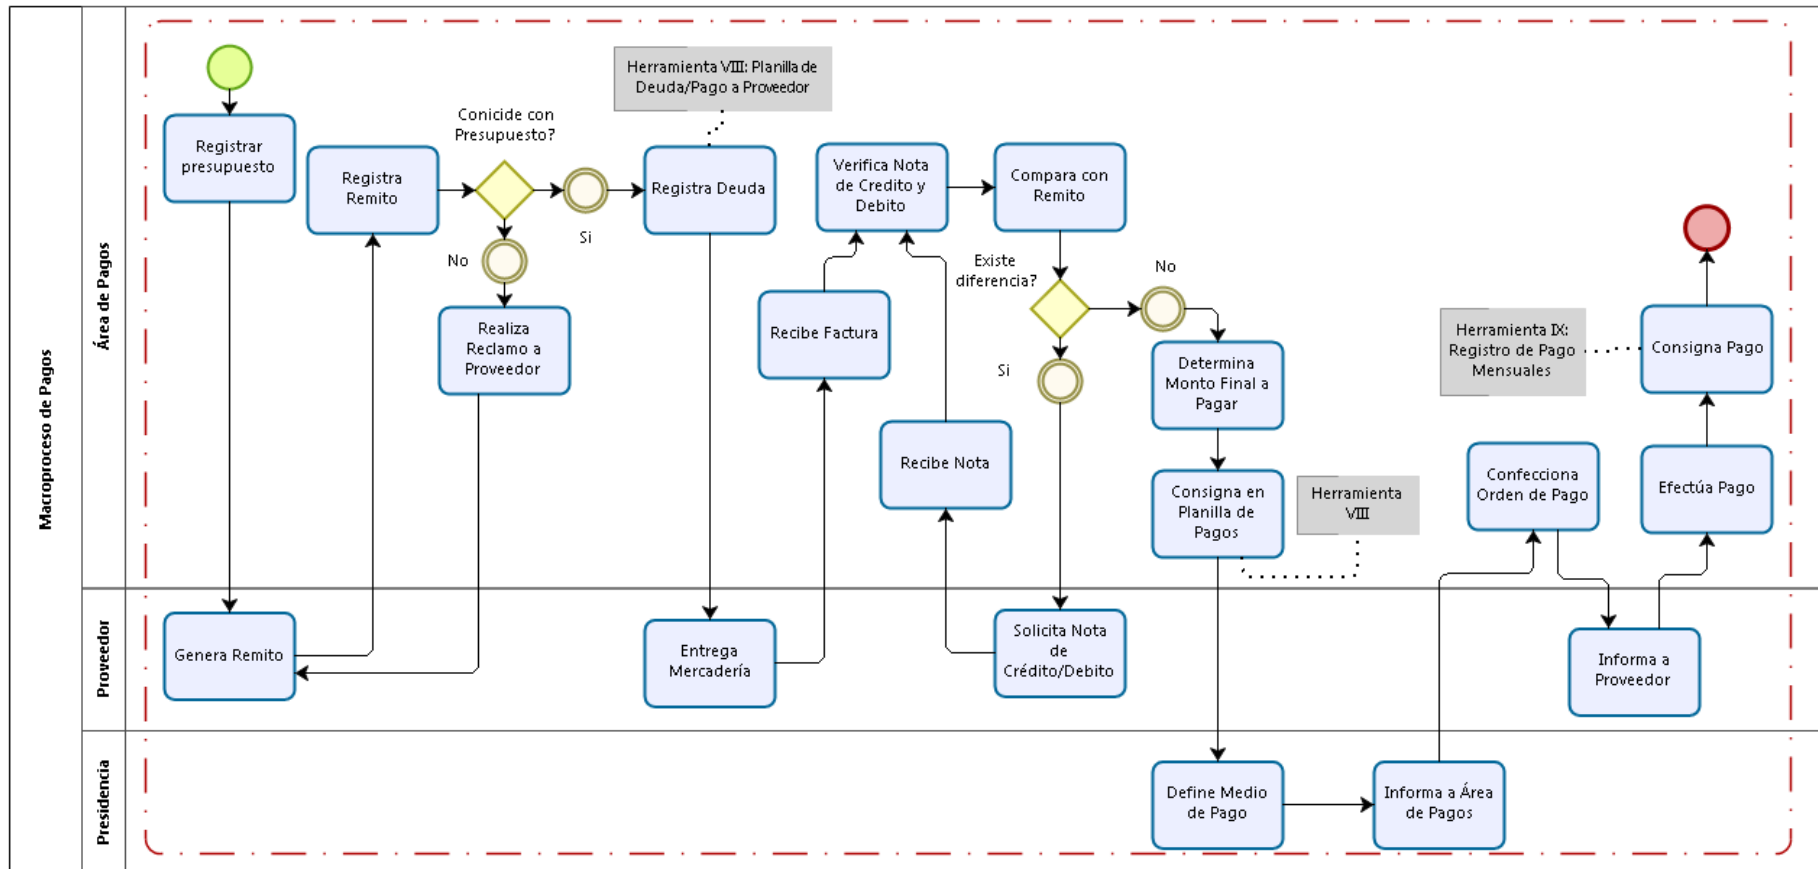 Macroproceso de Pagos
Área de Pagos
Registrar
presupuesto
Registra
Remito
Conicide con
Presupuesto?
Si
No
Realiza
Reclamo a
Proveedor
Herramienta VIII: Planilla de
Deuda/Pago a Proveedor
Registra Deuda
Recibe Factura
Verifica Nota
de Credito y
Debito
Recibe Nota
Compara con
Remito
Existe
diferencia?
No
Si
Determina
Monto Final a
Pagar
Consigna en
Planilla de
Pagos
Herramienta
VIII
Herramienta IX:
Registro de Pago
Mensuales
Confecciona
Orden de Pago
Consigna Pago
Efectúa Pago
Proveedor
Genera Remito
Entrega
Mercadería
Solicita Nota
de
Crédito/Debito
Informa a
Proveedor
Presidencia
Define Medio
de Pago
Informa a Área
de Pagos